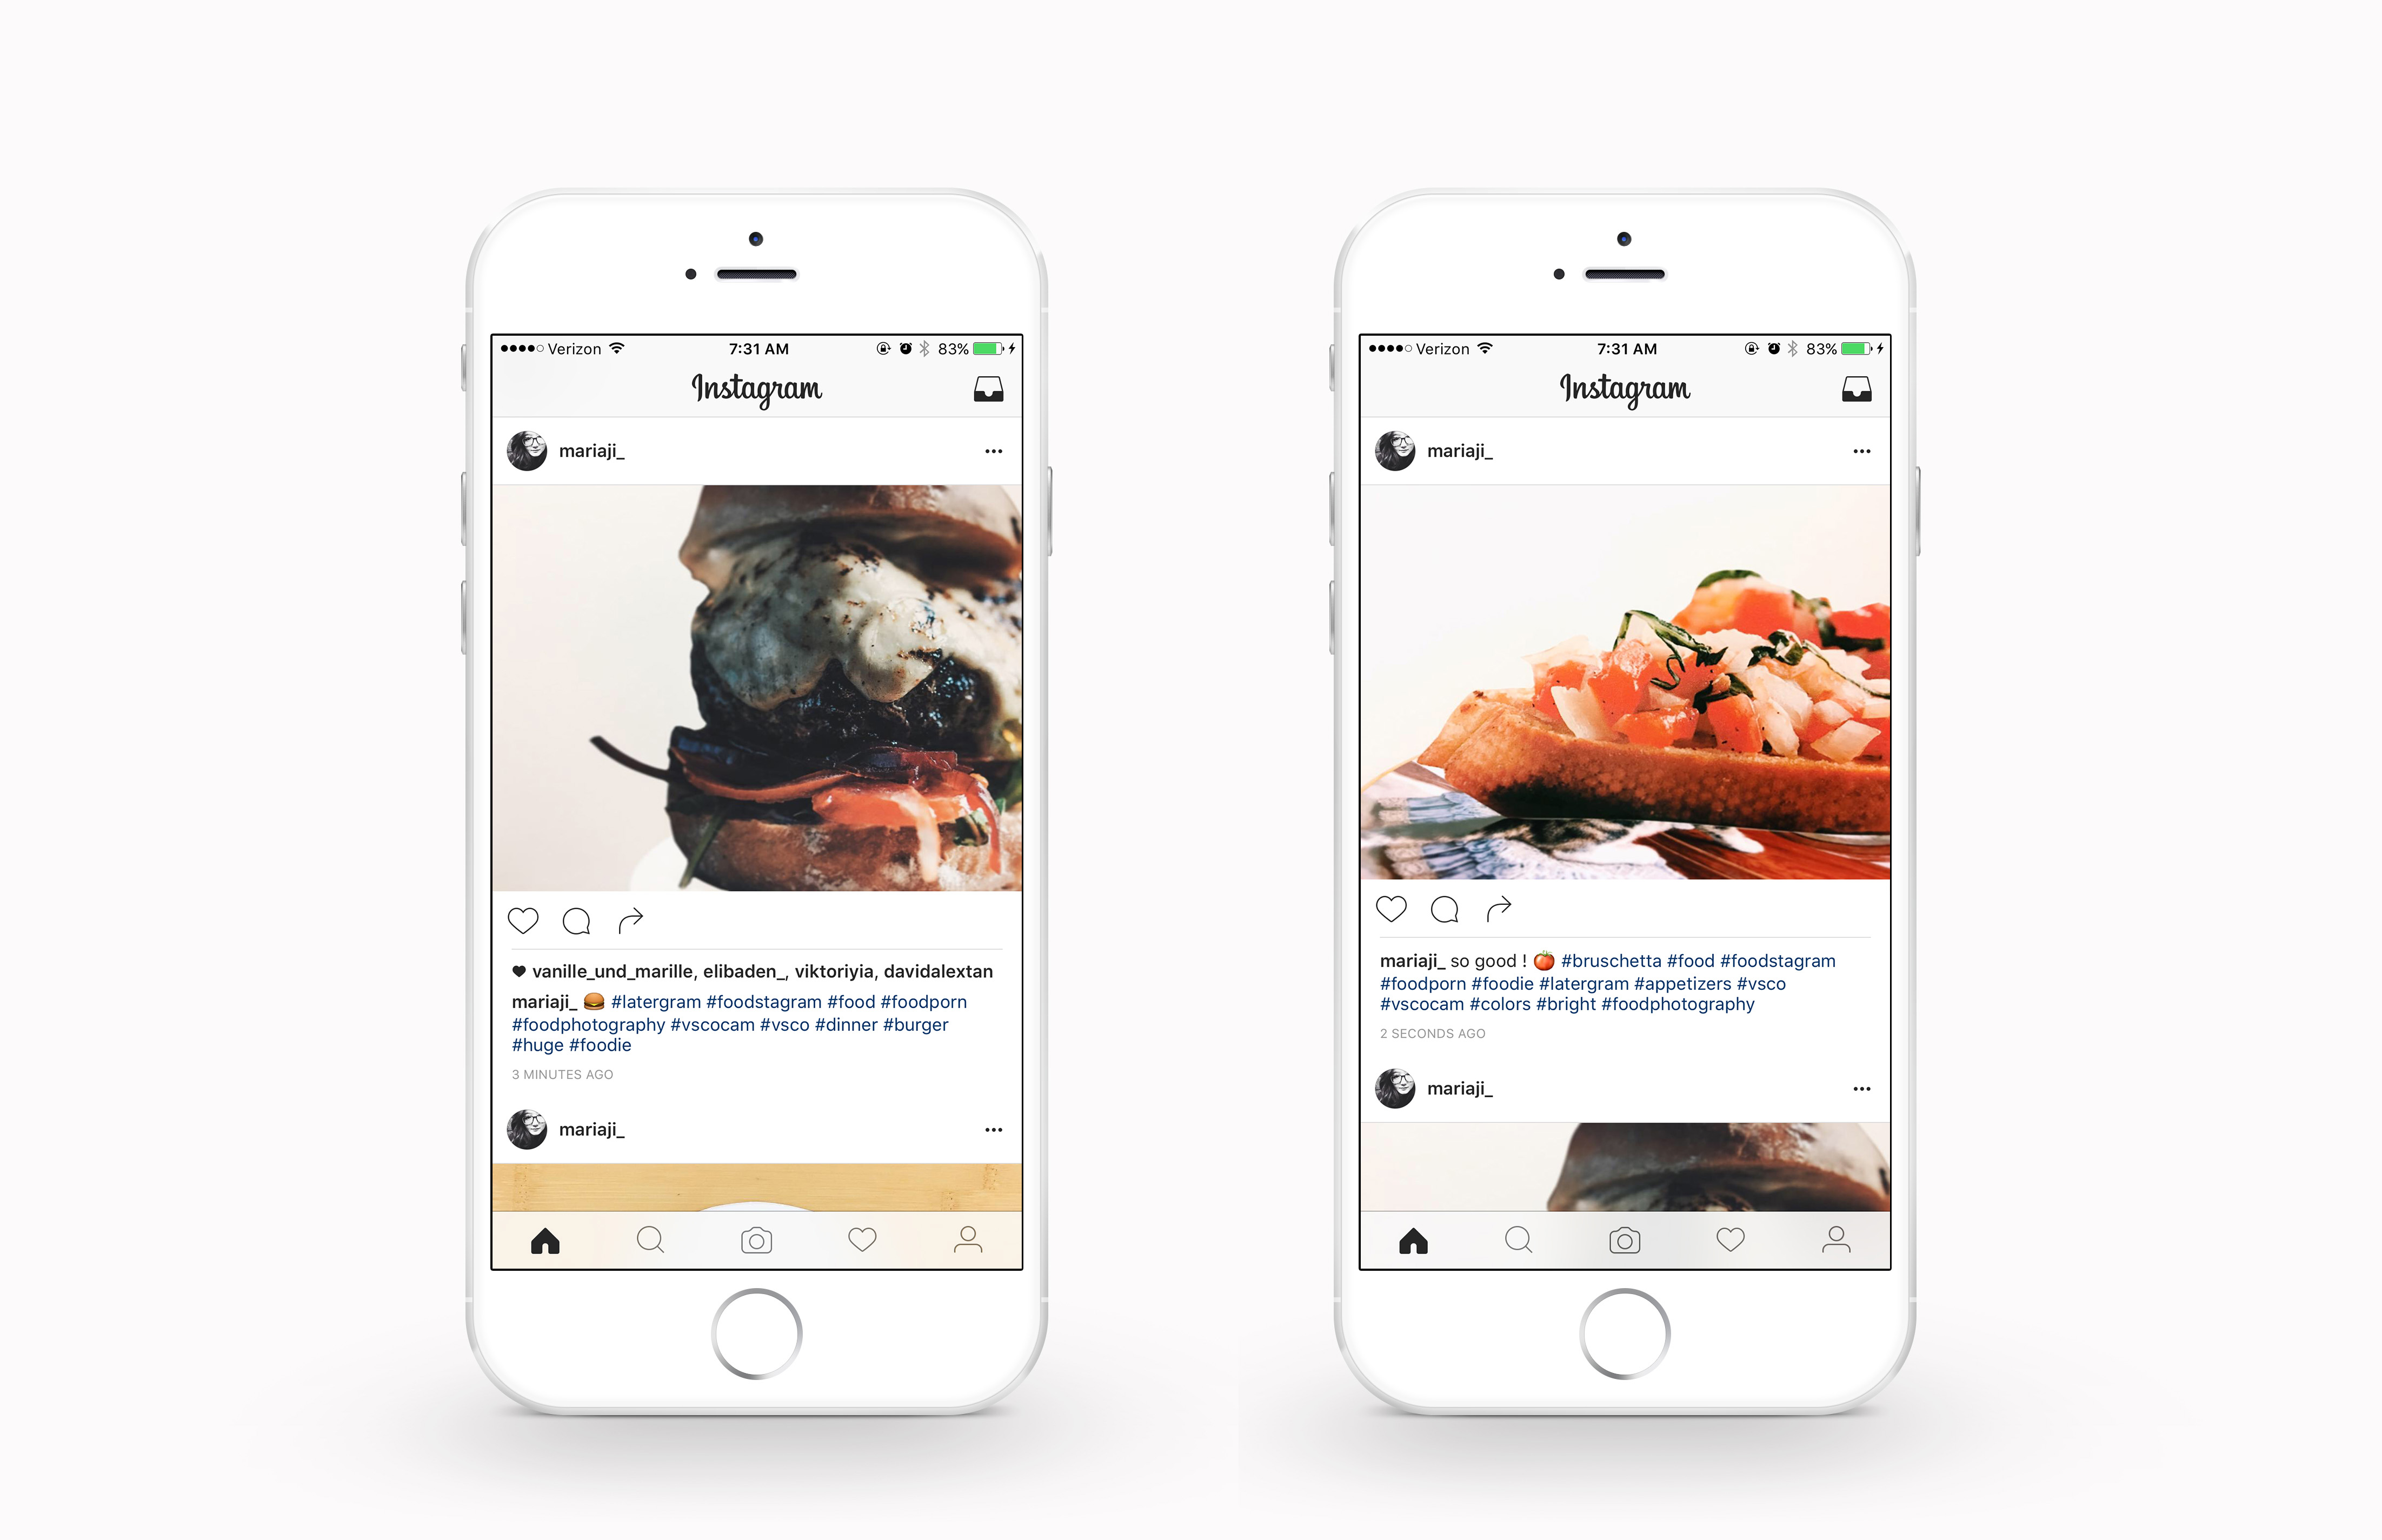 Verizon 7:31 AM 83%
Instagram
mariaji_
vanille_und_marille, elibaden_, viktoriyia, davidalextan
mariaji_ 🍔 #latergram #foodstagram #food #foodporn
#foodphotography #vscocam #vsco #dinner #burger
#huge #foodie
3 MINUTES AGO
mariaji_
Verizon 7:31 AM 83%
Instagram
mariaji_
mariaji_ so good ! 🍅 #bruschetta #food #foodstagram
#foodporn #foodie #latergram #appetizers #vsco
#vscocam #colors #bright #foodphotography
2 SECONDS AGO
mariaji_